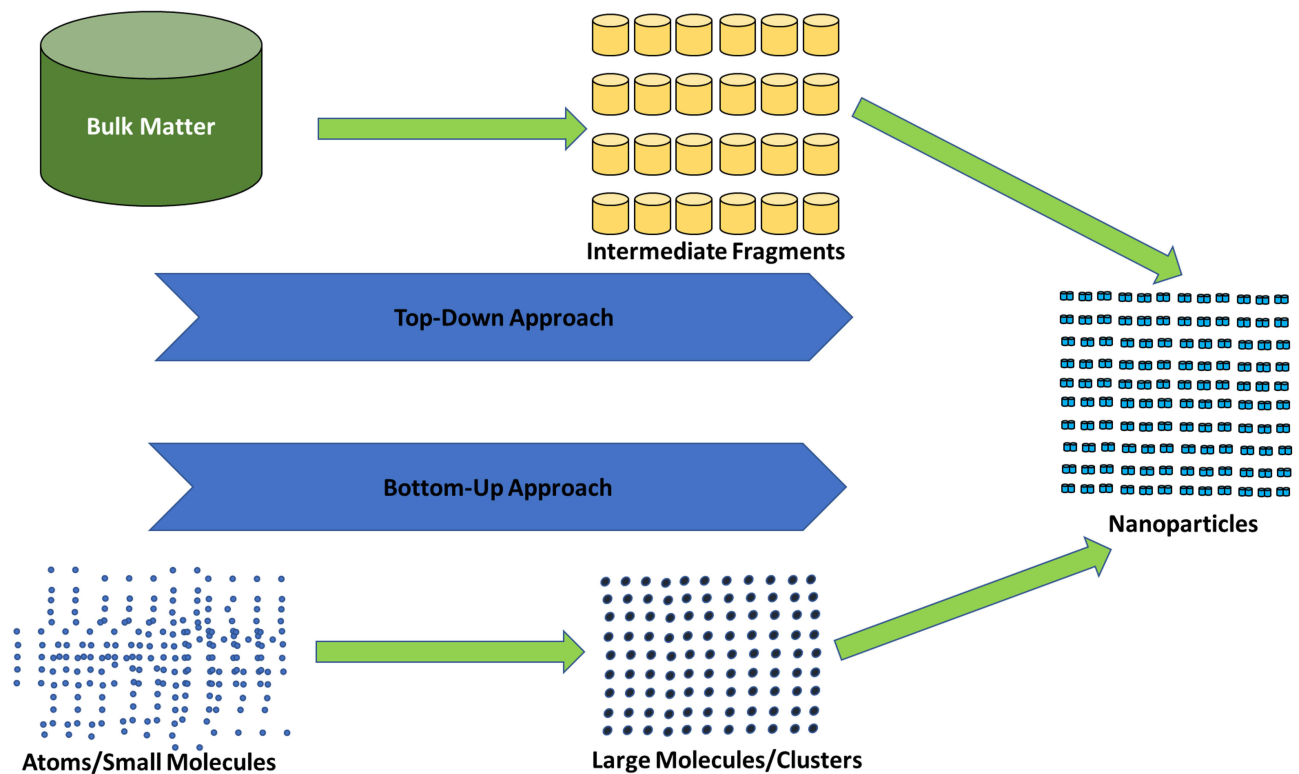 Bulk Matter
Intermediate Fragments
Top-Down Approach
Bottom-Up Approach
Nanoparticles
Atoms/Small Molecules
Large Molecules/Clusters